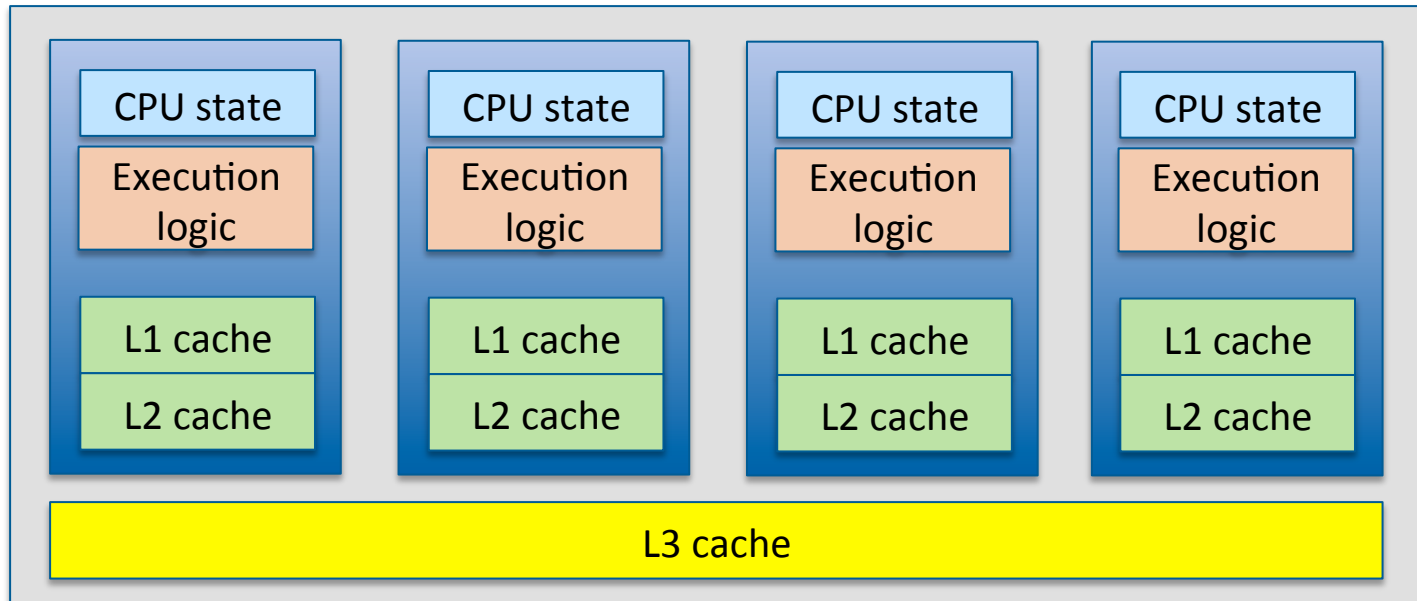 CPU state
Execution
logic
L1 cache
L2 cache
CPU state
Execution
logic
L1 cache
L2 cache
CPU state
Execution
logic
L1 cache
L2 cache
CPU state
Execution
logic
L1 cache
L2 cache
L3 cache